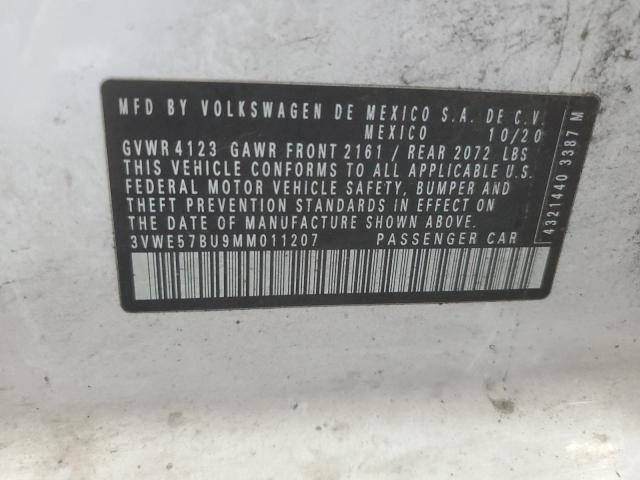 MFD BY VOLKSWAGEN DE MEXICO S.A. DE C.V.
MEXICO 10/20
GVWR 4123 GAWR FRONT 2161 / REAR 2072 LBS
THIS VEHICLE CONFORMS TO ALL APPLICABLE U.S.
FEDERAL MOTOR VEHICLE SAFETY, BUMPER AND
THEFT PREVENTION STANDARDS IN EFFECT ON
THE DATE OF MANUFACTURE SHOWN ABOVE.
3VWE57BU9MM011207 PASSENGER CAR
4321440 3387 M